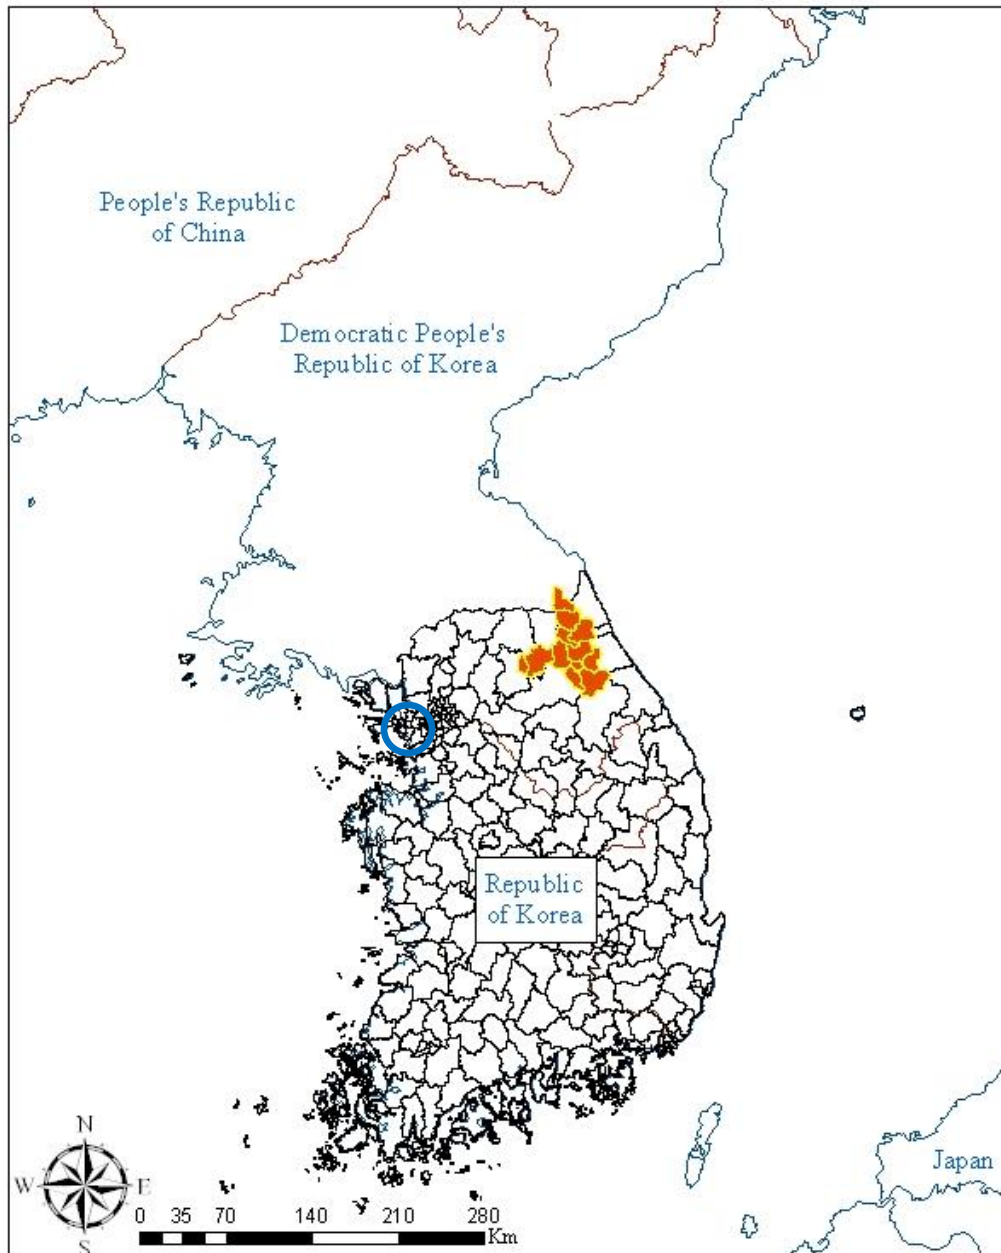 People's Republic
of China
Democratic People's
Republic of Korea
Republic
of Korea
Japan
N
W E
S
0 35 70 140 210 280
Km